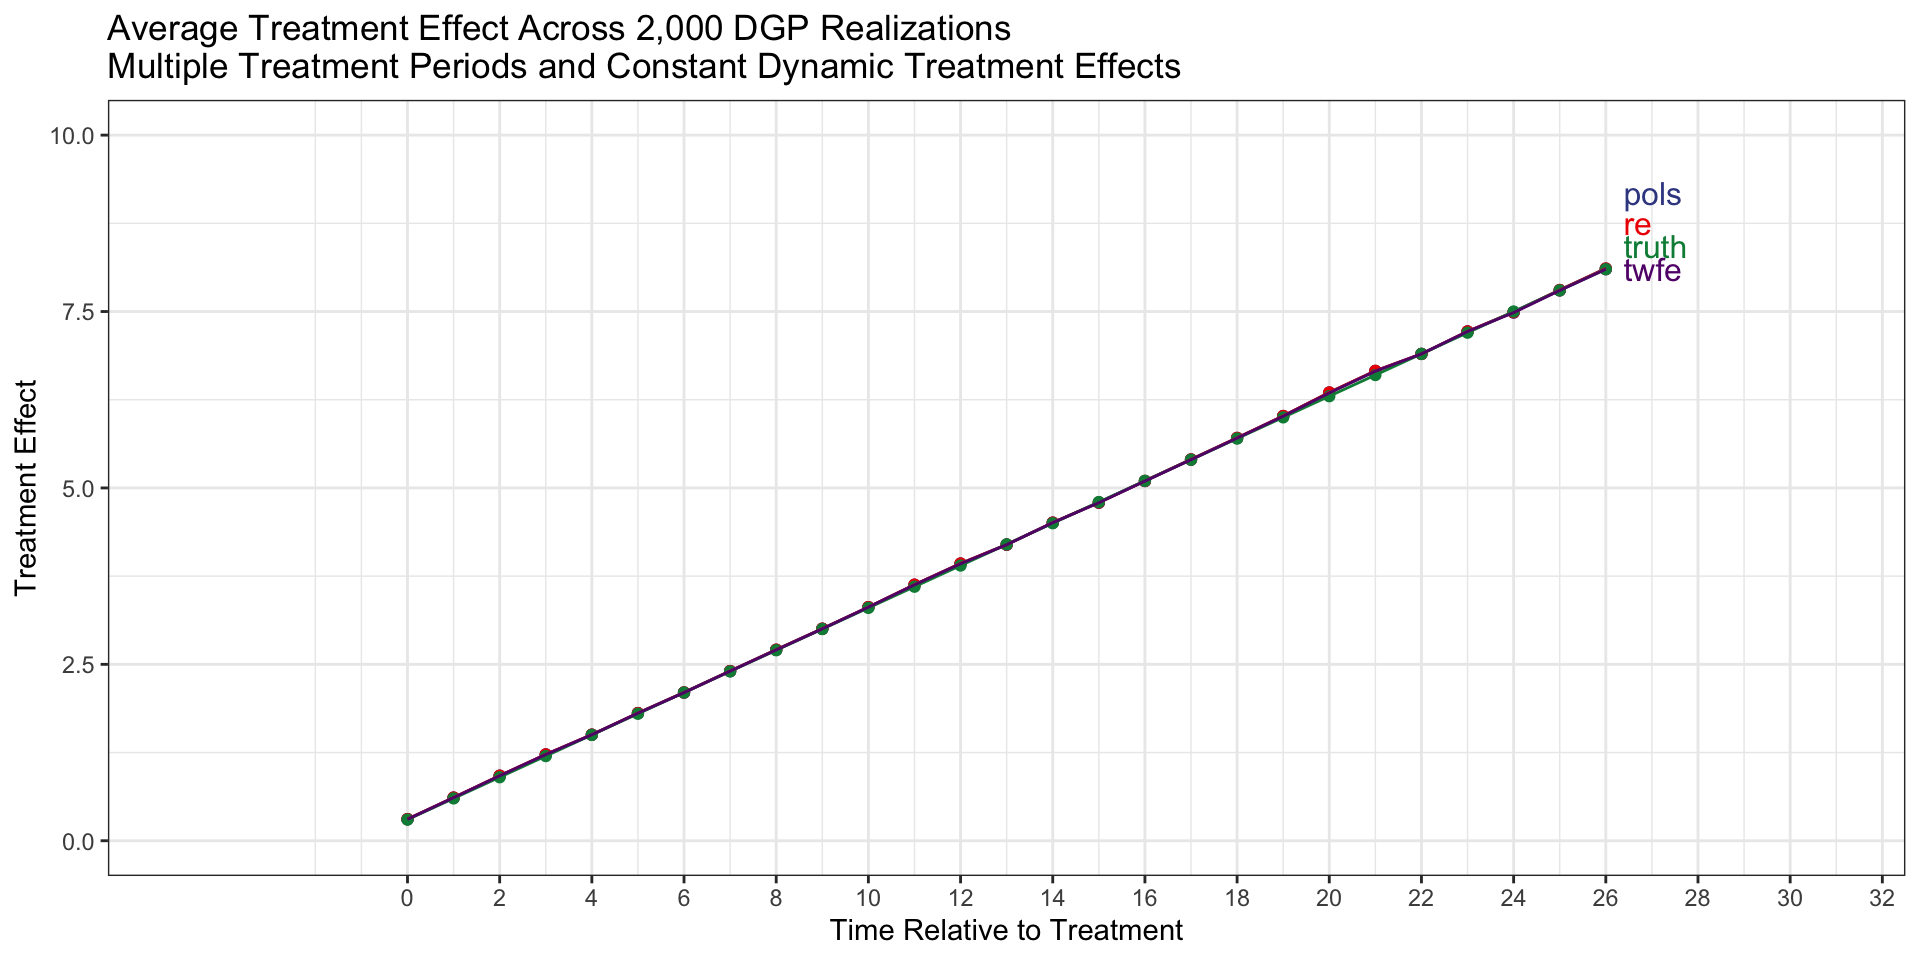 Average Treatment Effect Across 2,000 DGP Realizations
Multiple Treatment Periods and Constant Dynamic Treatment Effects
10.0
7.5
5.0
2.5
0.0
Treatment Effect
pols
re
truth
twfe
0 2 4 6 8 10 12 14 16 18 20 22 24 26 28 30 32
Time Relative to Treatment